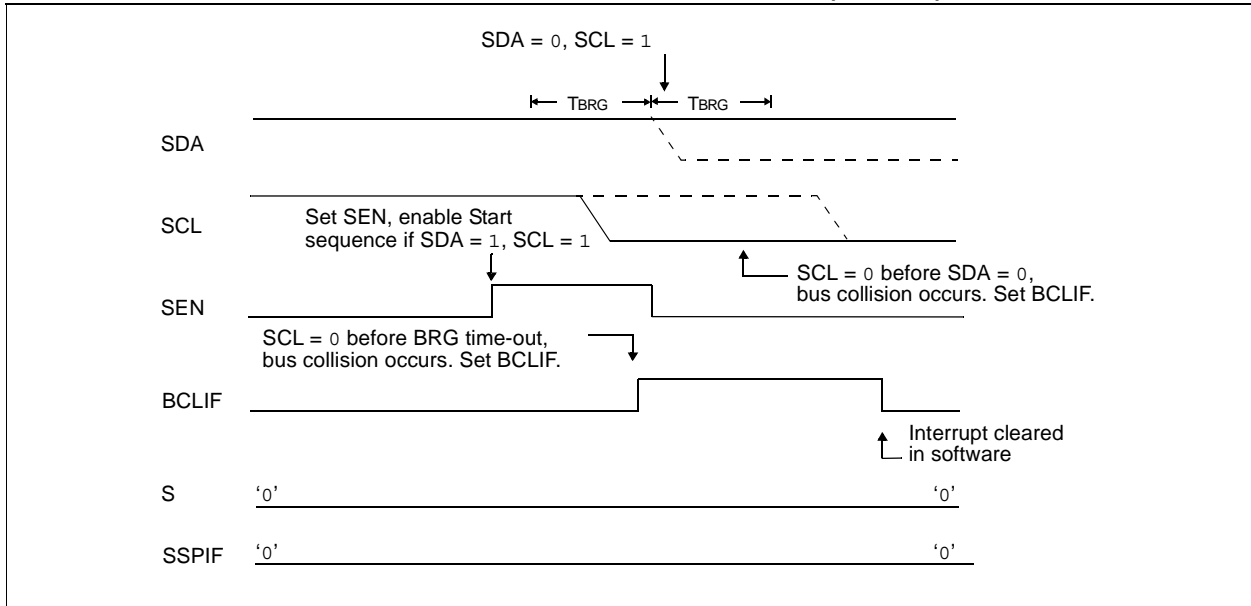 SDA = 0, SCL = 1
TBRG TBRG
SDA
SCL
Set SEN, enable Start
sequence if SDA = 1, SCL = 1
SCL = 0 before SDA = 0,
bus collision occurs. Set BCLIF.
SEN
SCL = 0 before BRG time-out,
bus collision occurs. Set BCLIF.
BCLIF
Interrupt cleared
in software
S ‘0’ ‘0’
SSPIF ‘0’ ‘0’